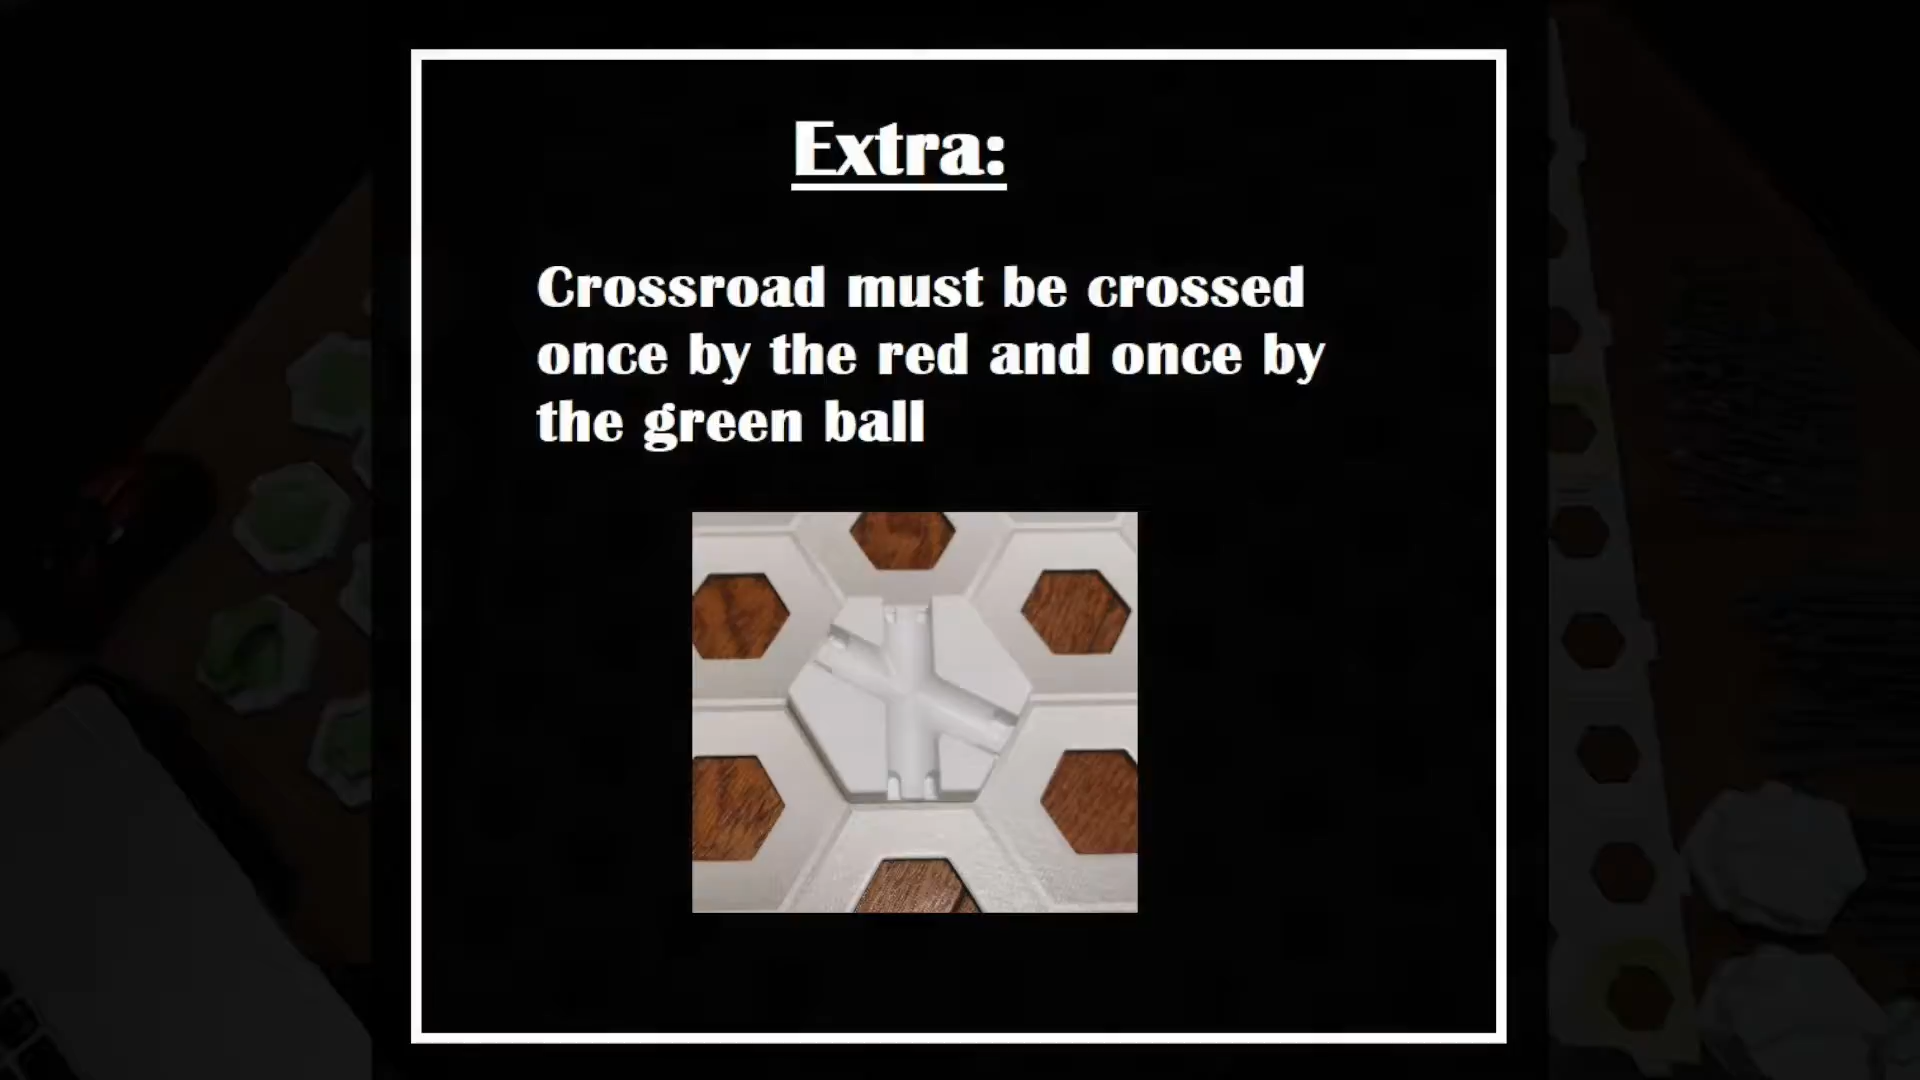 Extra:
Crossroad must be crossed
once by the red and once by
the green ball